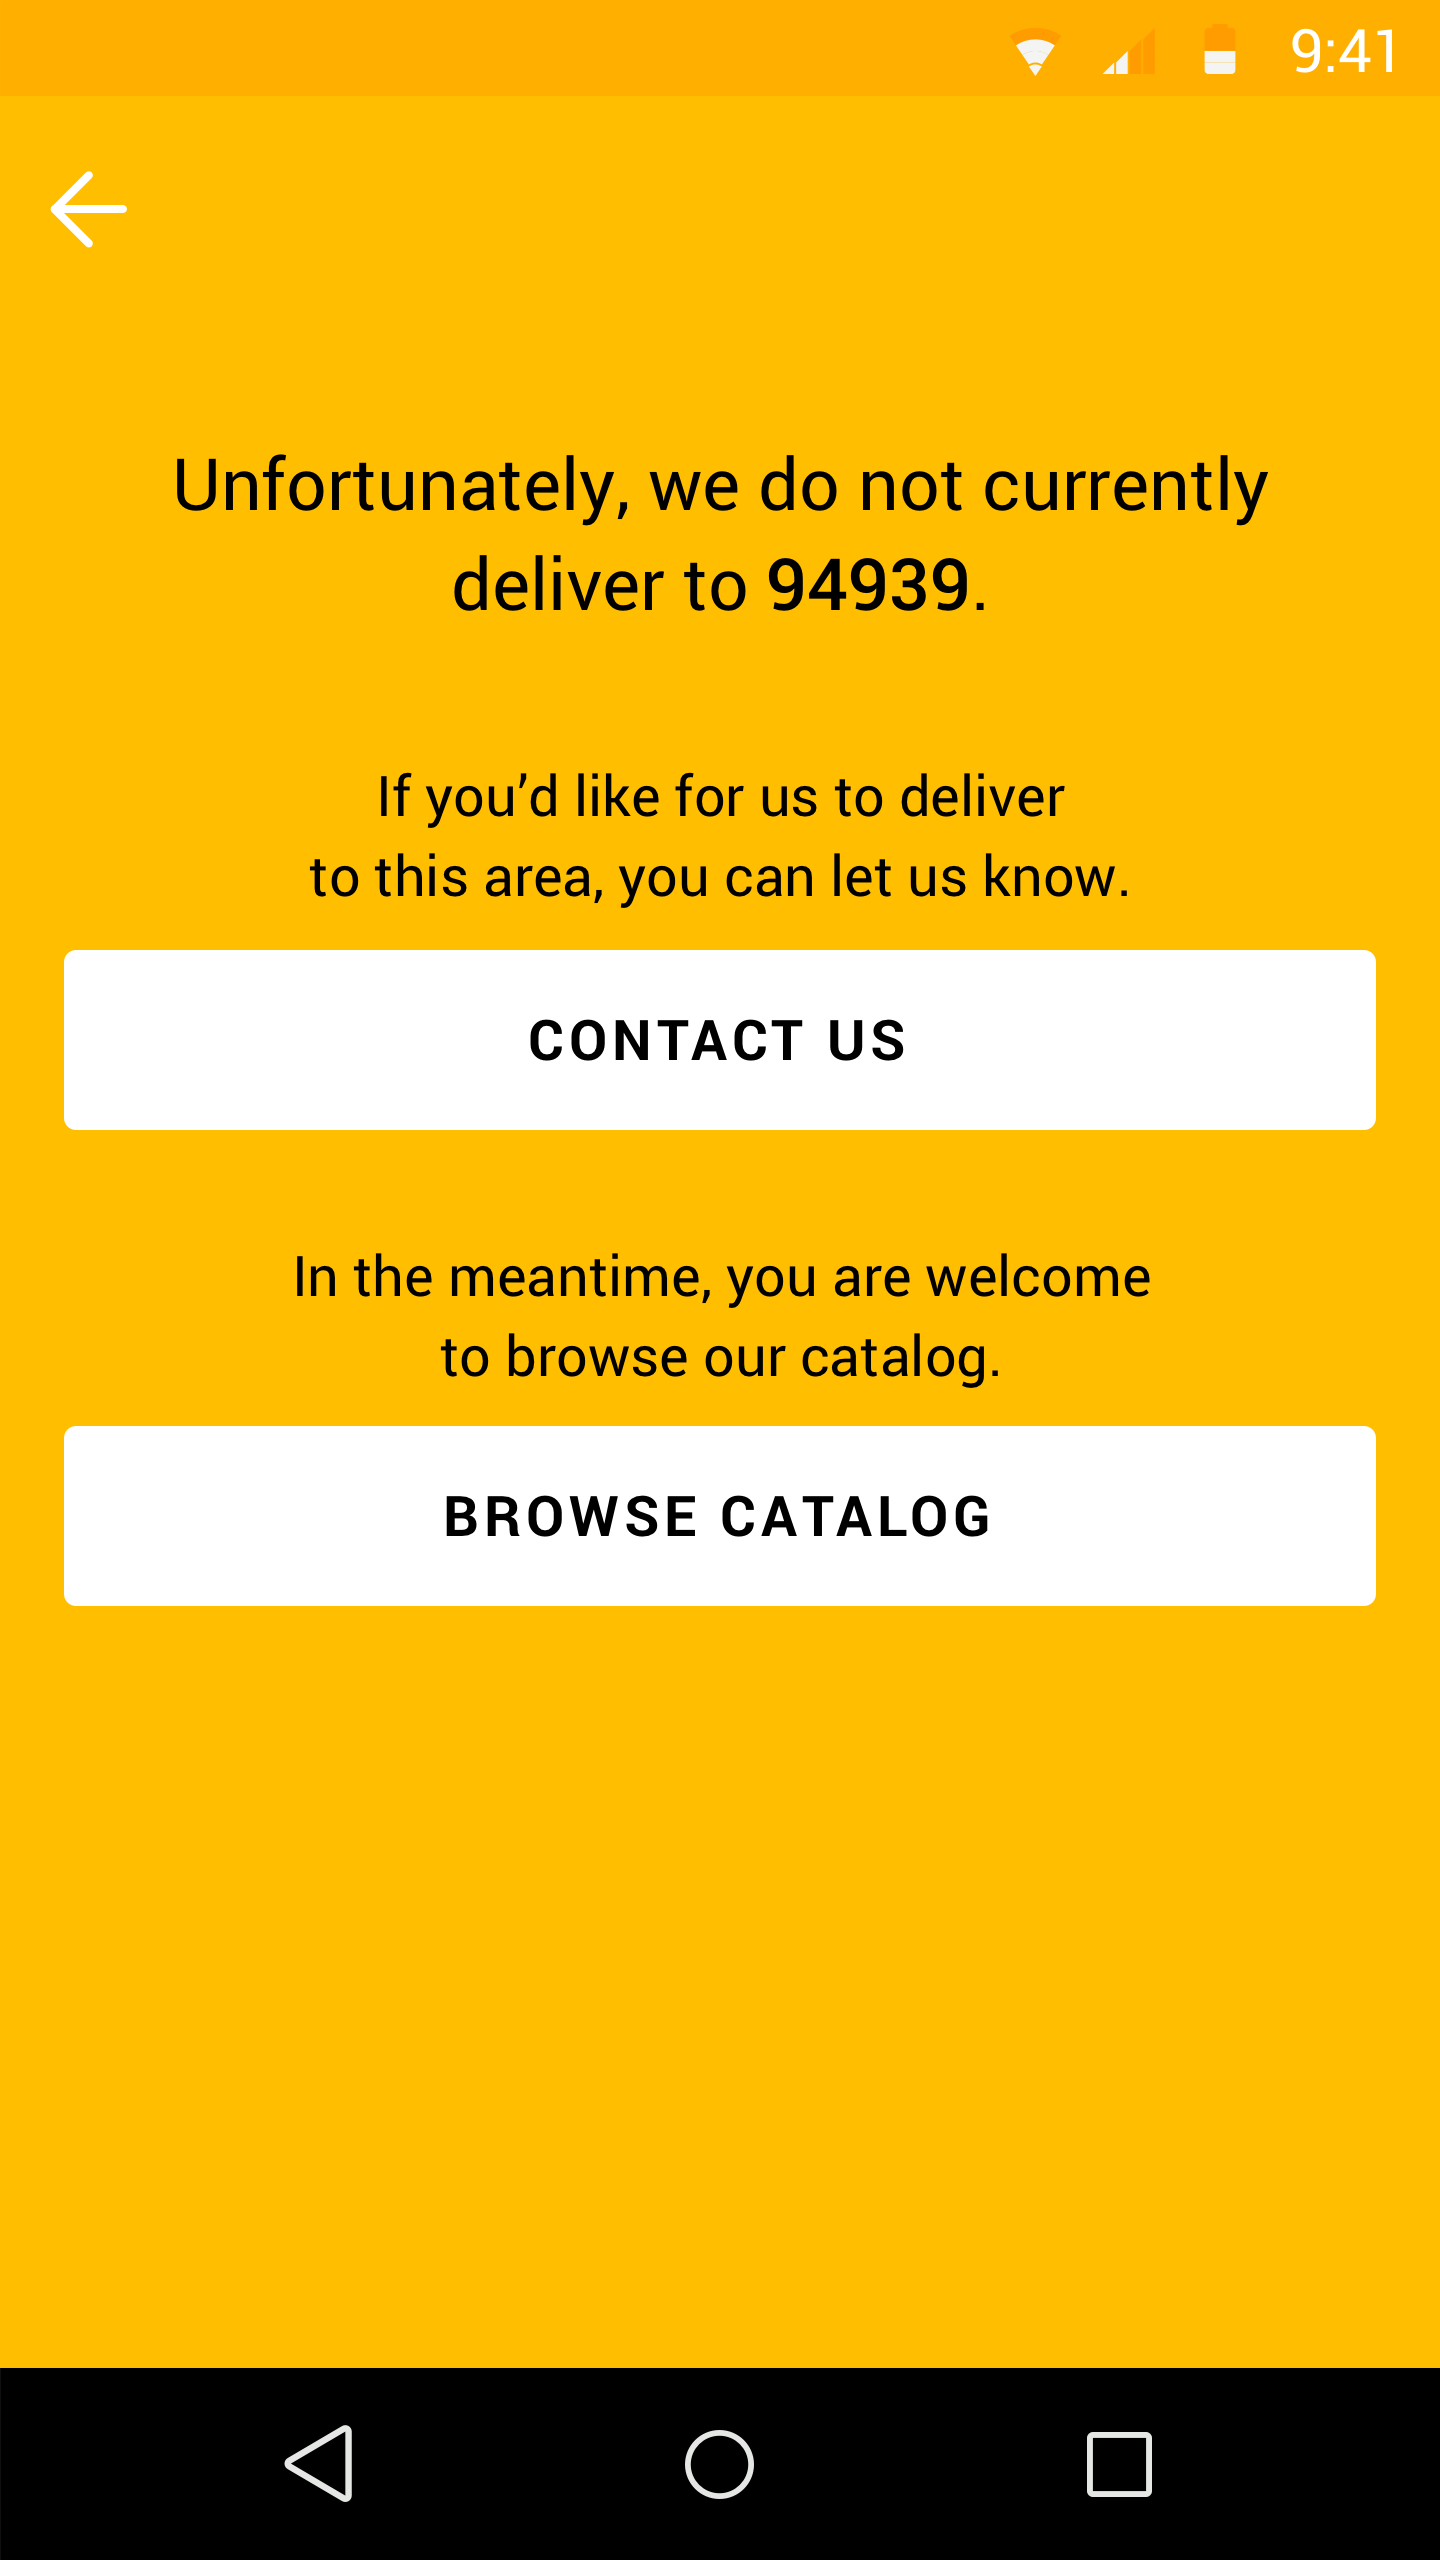 9:41
Unfortunately, we do not currently
deliver to 94939.
If you’d like for us to deliver
to this area, you can let us know.
CONTACT US
In the meantime, you are welcome
to browse our catalog.
BROWSE CATALOG